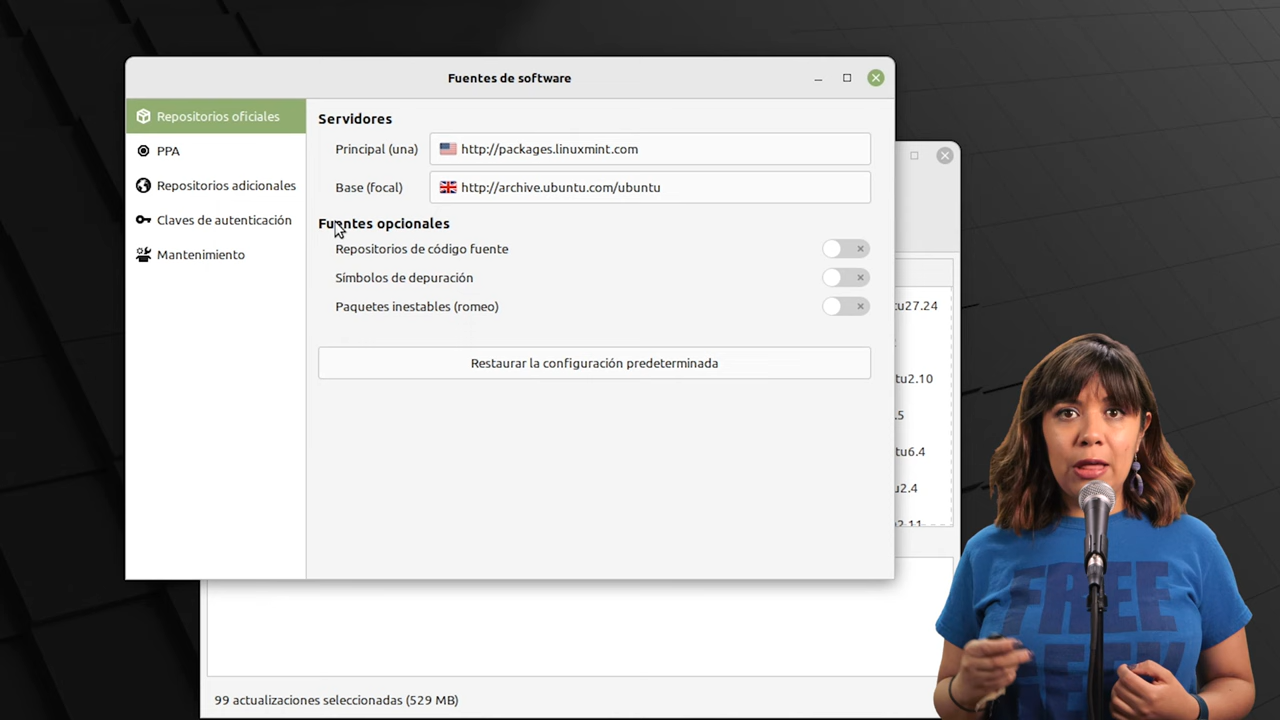 Fuentes de software
Repositorios oficiales
PPA
Repositorios adicionales
Claves de autenticación
Mantenimiento
Servidores
Principal (una) http://packages.linuxmint.com
Base (focal) http://archive.ubuntu.com/ubuntu
Fuentes opcionales
Repositorios de código fuente
Símbolos de depuración
Paquetes inestables (romeo)
Restaurar la configuración predeterminada
tu27.24
tu2.10
.5
tu6.4
u2.4
99 actualizaciones seleccionadas (529 MB)
FREE
GEEK